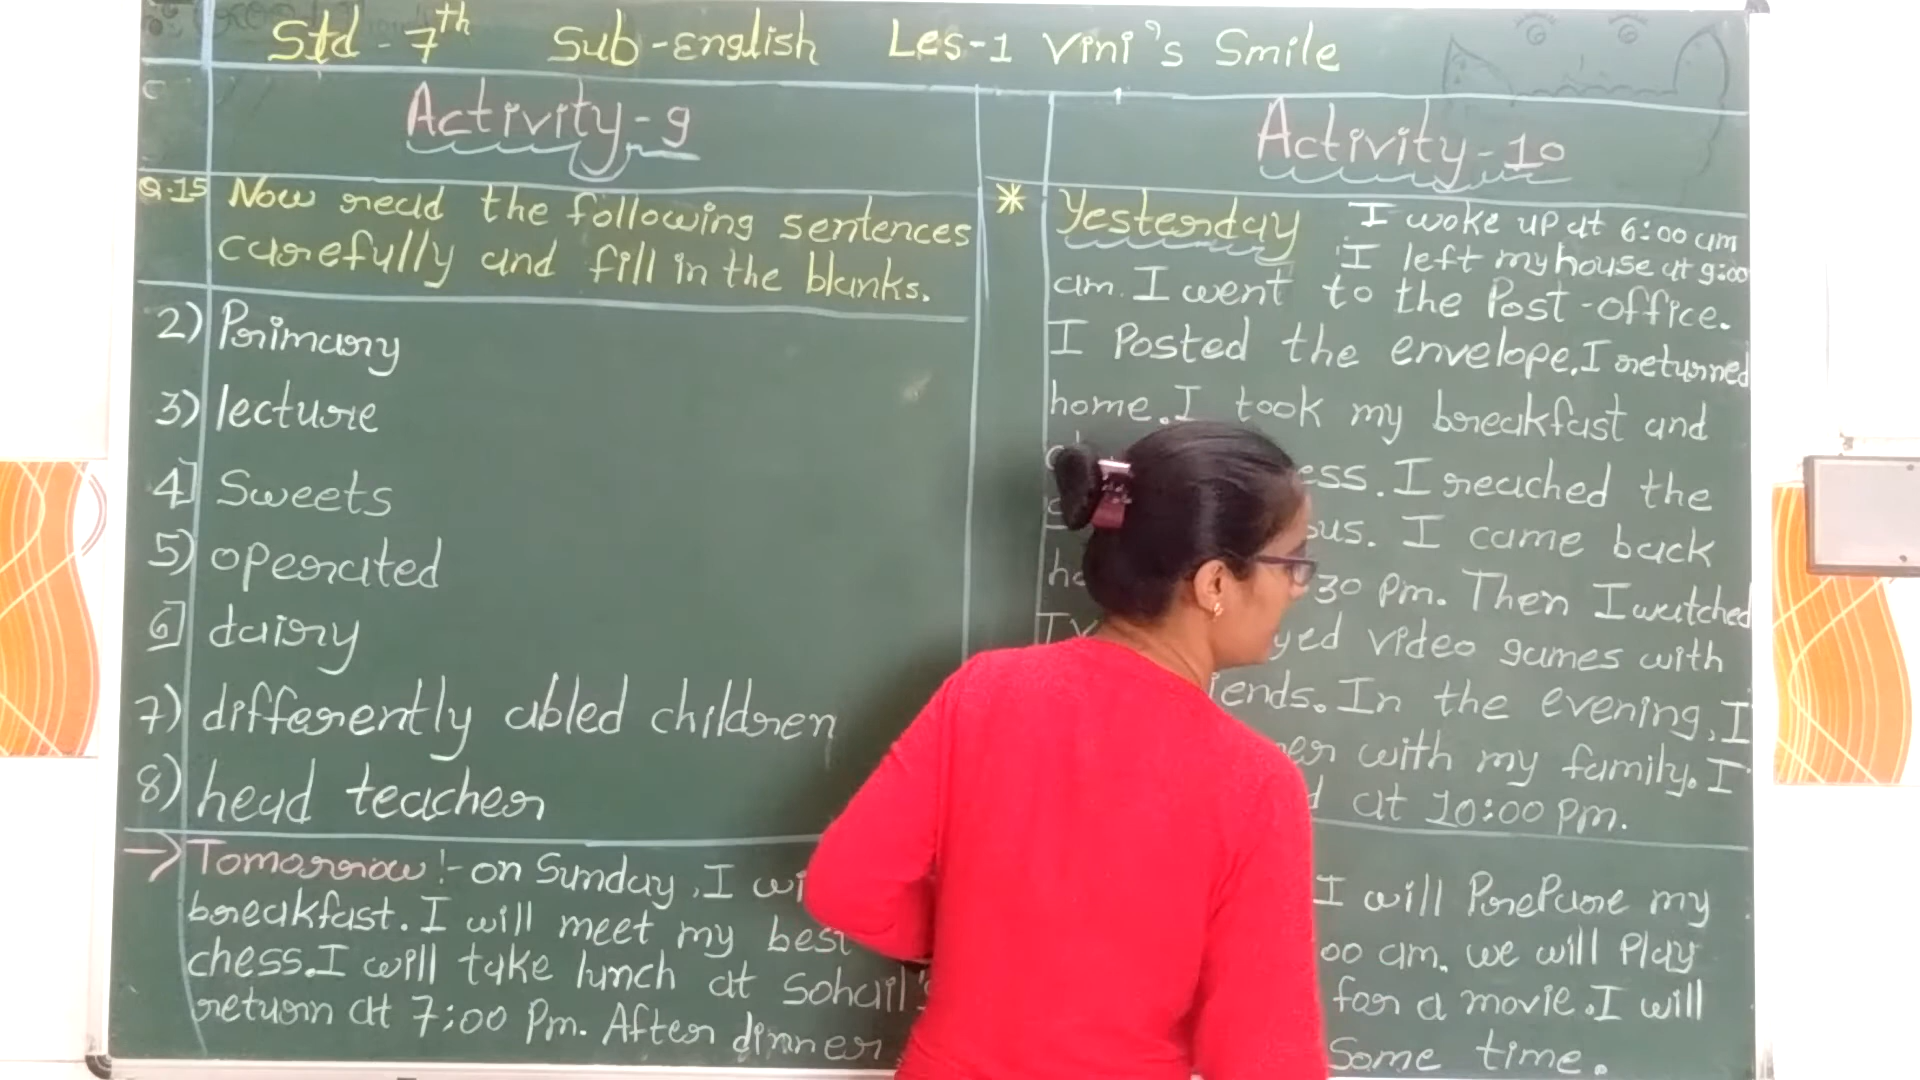 Std - 7th Sub - English Les-1 Vini's Smile
Activity-9
Q.15 Now read the following sentences
carefully and fill in the blanks.
2) Primary
3) lecture
4] Sweets
5) operated
6] dairy
7) differently abled children
8) head teacher
Activity-10
* Yesterday I woke up at 6:00 am
I left my house at 9:00
am. I went to the Post-office.
I Posted the envelope. I returned
home. I took my breakfast and
ess. I reached the
bus. I came back
30 Pm. Then I watched
yed video games with
iends. In the evening, I
ner with my family. I
d at 10:00 Pm.
→ Tomorrow :- on Sunday, I wi I will PrePare my
breakfast. I will meet my best 00 am. we will Play
chess. I will take lunch at Sohail's for a movie. I will
return at 7:00 Pm. After dinner, Some time.